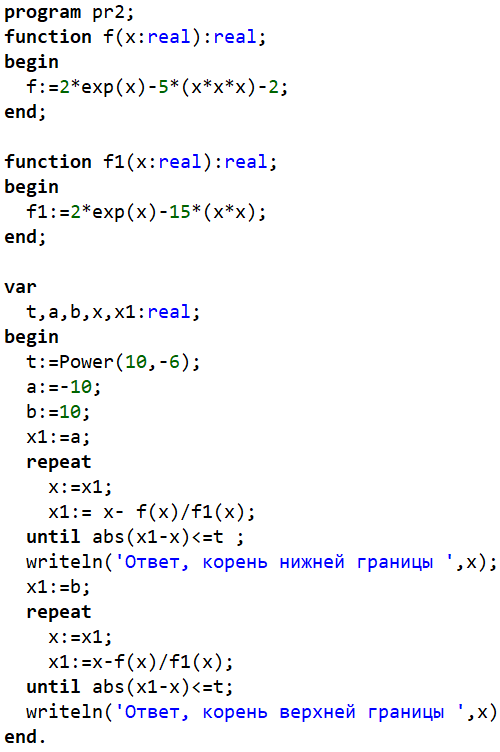 program pr2;
function f(x:real):real;
begin
  f:=2*exp(x)-5*(x*x*x)-2;
end;

function f1(x:real):real;
begin
  f1:=2*exp(x)-15*(x*x);
end;

var
  t,a,b,x,x1:real;
begin
  t:=Power(10,-6);
  a:=-10;
  b:=10;
  x1:=a;
  repeat
    x:=x1;
    x1:= x- f(x)/f1(x);
  until abs(x1-x)<=t ;
  writeln('Ответ, корень нижней границы ',x);
  x1:=b;
  repeat
    x:=x1;
    x1:=x-f(x)/f1(x);
  until abs(x1-x)<=t;
  writeln('Ответ, корень верхней границы ',x)
end.